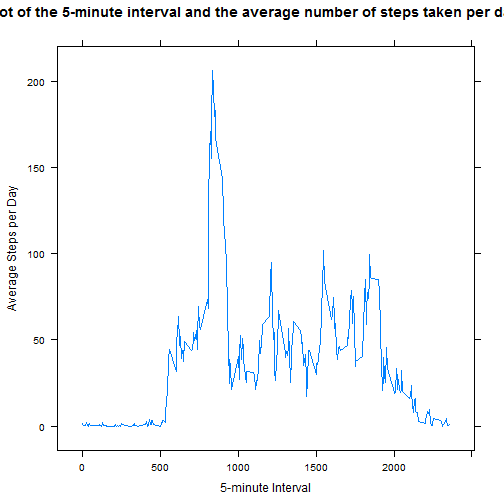 ot of the 5-minute interval and the average number of steps taken per d
200
150
100
50
0
Average Steps per Day
0 500 1000 1500 2000
5-minute Interval